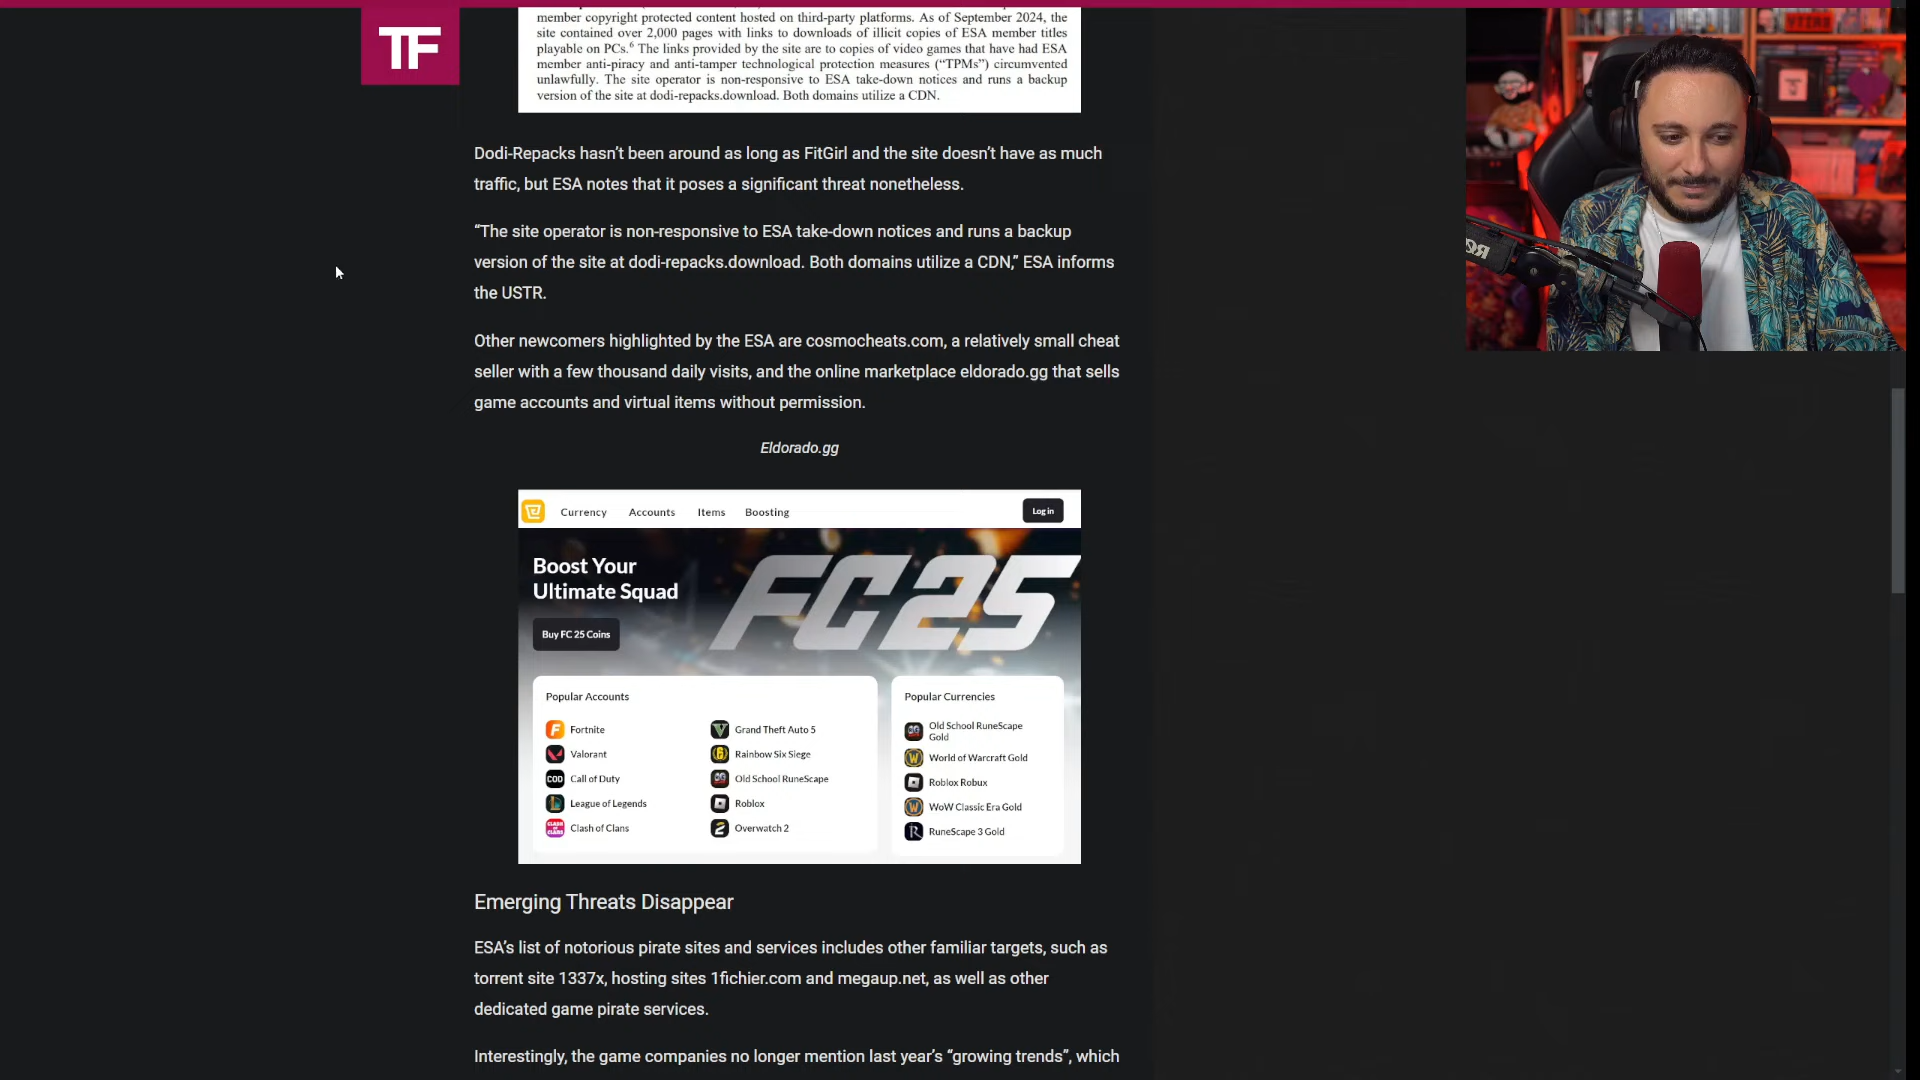 TF
member copyright protected content hosted on third-party platforms. As of September 2024, the
site contained over 2,000 pages with links to downloads of illicit copies of ESA member titles
playable on PCs.6 The links provided by the site are to copies of video games that have had ESA
member anti-piracy and anti-tamper technological protection measures (“TPMs”) circumvented
unlawfully. The site operator is non-responsive to ESA take-down notices and runs a backup
version of the site at dodi-repacks.download. Both domains utilize a CDN.
Dodi-Repacks hasn’t been around as long as FitGirl and the site doesn’t have as much
traffic, but ESA notes that it poses a significant threat nonetheless.
“The site operator is non-responsive to ESA take-down notices and runs a backup
version of the site at dodi-repacks.download. Both domains utilize a CDN,” ESA informs
the USTR.
Other newcomers highlighted by the ESA are cosmocheats.com, a relatively small cheat
seller with a few thousand daily visits, and the online marketplace eldorado.gg that sells
game accounts and virtual items without permission.
Eldorado.gg
Currency Accounts Items Boosting Log in
Boost Your
Ultimate Squad
FC25
Buy FC 25 Coins
Popular Accounts
Fortnite
Valorant
COD Call of Duty
League of Legends
Clash of Clans
Grand Theft Auto 5
Rainbow Six Siege
Old School RuneScape
Roblox
Overwatch 2
Popular Currencies
Old School RuneScape
Gold
World of Warcraft Gold
Roblox Robux
WoW Classic Era Gold
RuneScape 3 Gold
Emerging Threats Disappear
ESA’s list of notorious pirate sites and services includes other familiar targets, such as
torrent site 1337x, hosting sites 1fichier.com and megaup.net, as well as other
dedicated game pirate services.
Interestingly, the game companies no longer mention last year’s “growing trends”, which